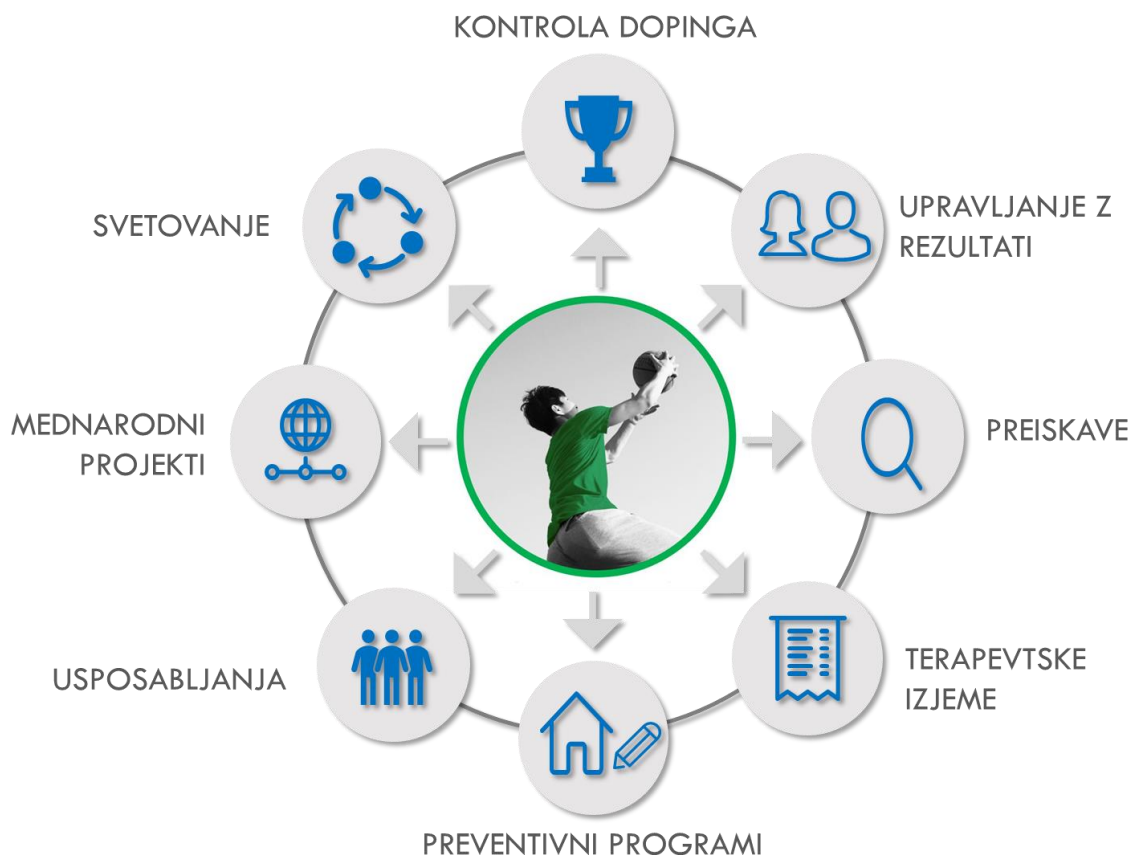 KONTROLA DOPINGA
UPRAVLJANJE Z
REZULTATI
PREISKAVE
TERAPEVTSKE
IZJEME
PREVENTIVNI PROGRAMI
USPOSABLJANJA
MEDNARODNI
PROJEKTI
SVETOVANJE